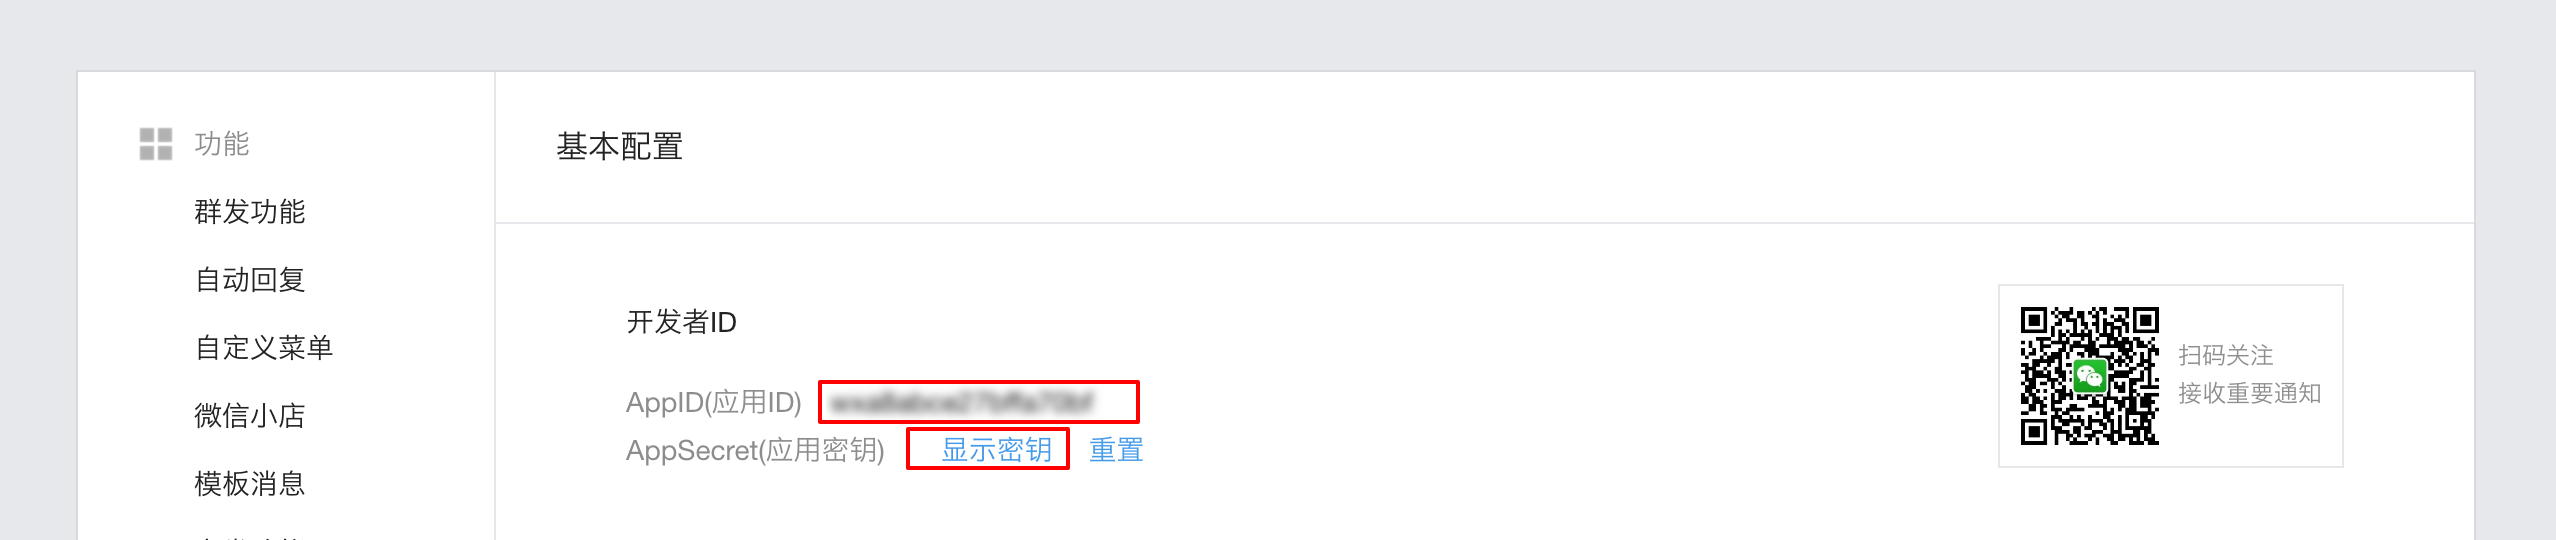 功能
群发功能
自动回复
自定义菜单
微信小店
模板消息
基本配置
开发者ID
AppID(应用ID)
AppSecret(应用密钥) 显示密钥 重置
扫码关注
接收重要通知